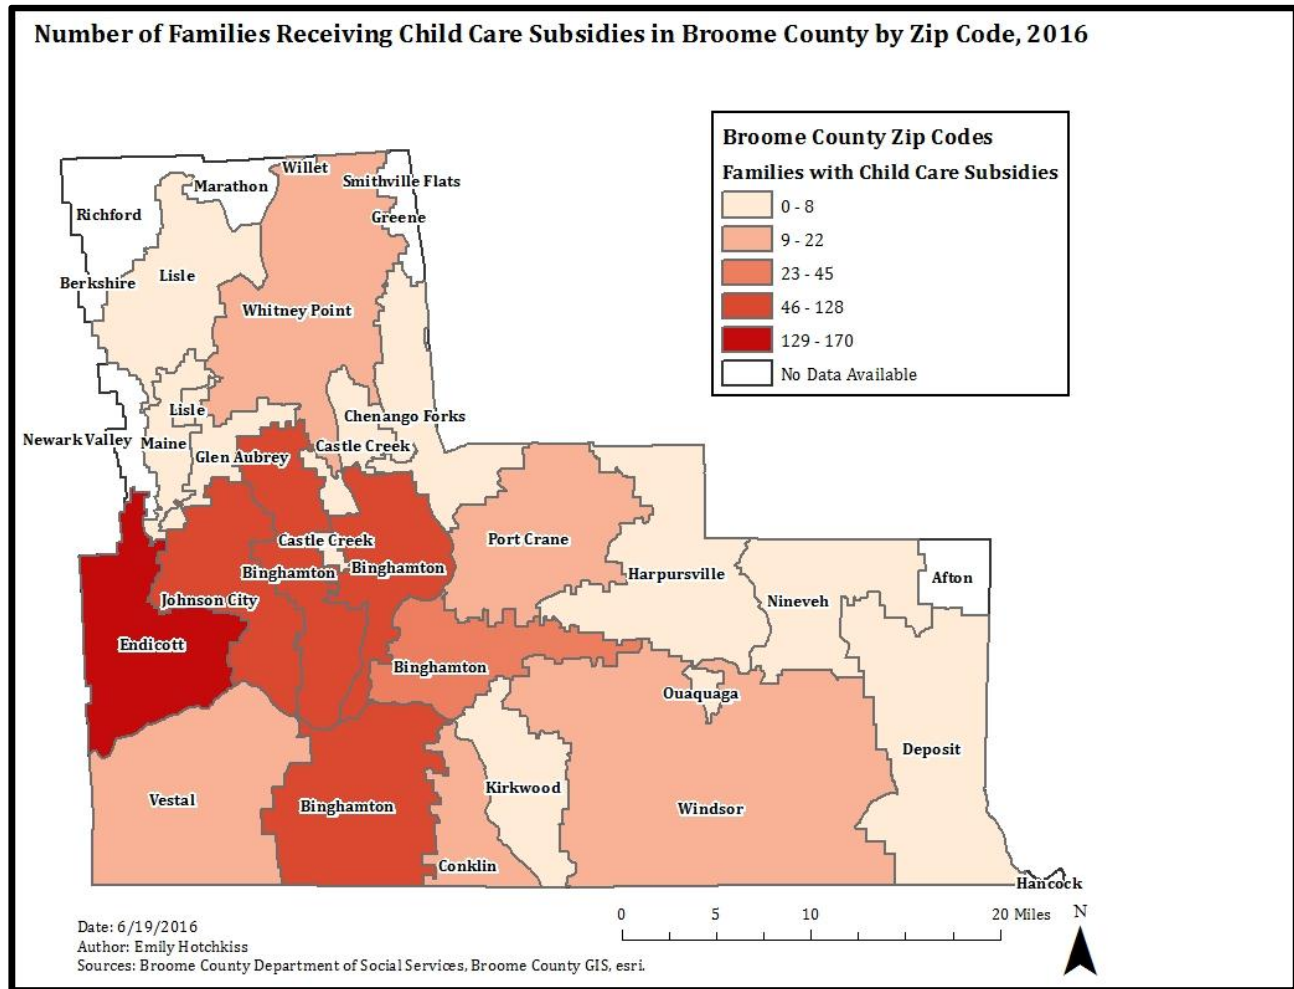 Number of Families Receiving Child Care Subsidies in Broome County by Zip Code, 2016
Broome County Zip Codes
Families with Child Care Subsidies
0 - 8
9 - 22
23 - 45
46 - 128
129 - 170
No Data Available
Willet
Marathon
Smithville Flats
Richford
Greene
Berkshire
Lisle
Whitney Point
Lisle
Chenango Forks
Newark Valley
Maine
Castle Creek
Glen Aubrey
Castle Creek
Port Crane
Binghamton
Binghamton
Harpursville
Afton
Johnson City
Nineveh
Endicott
Binghamton
Ouaquaga
Deposit
Kirkwood
Vestal
Binghamton
Windsor
Conklin
Hancock
0 5 10 20 Miles
N
Date: 6/19/2016
Author: Emily Hotchkiss
Sources: Broome County Department of Social Services, Broome County GIS, esri.